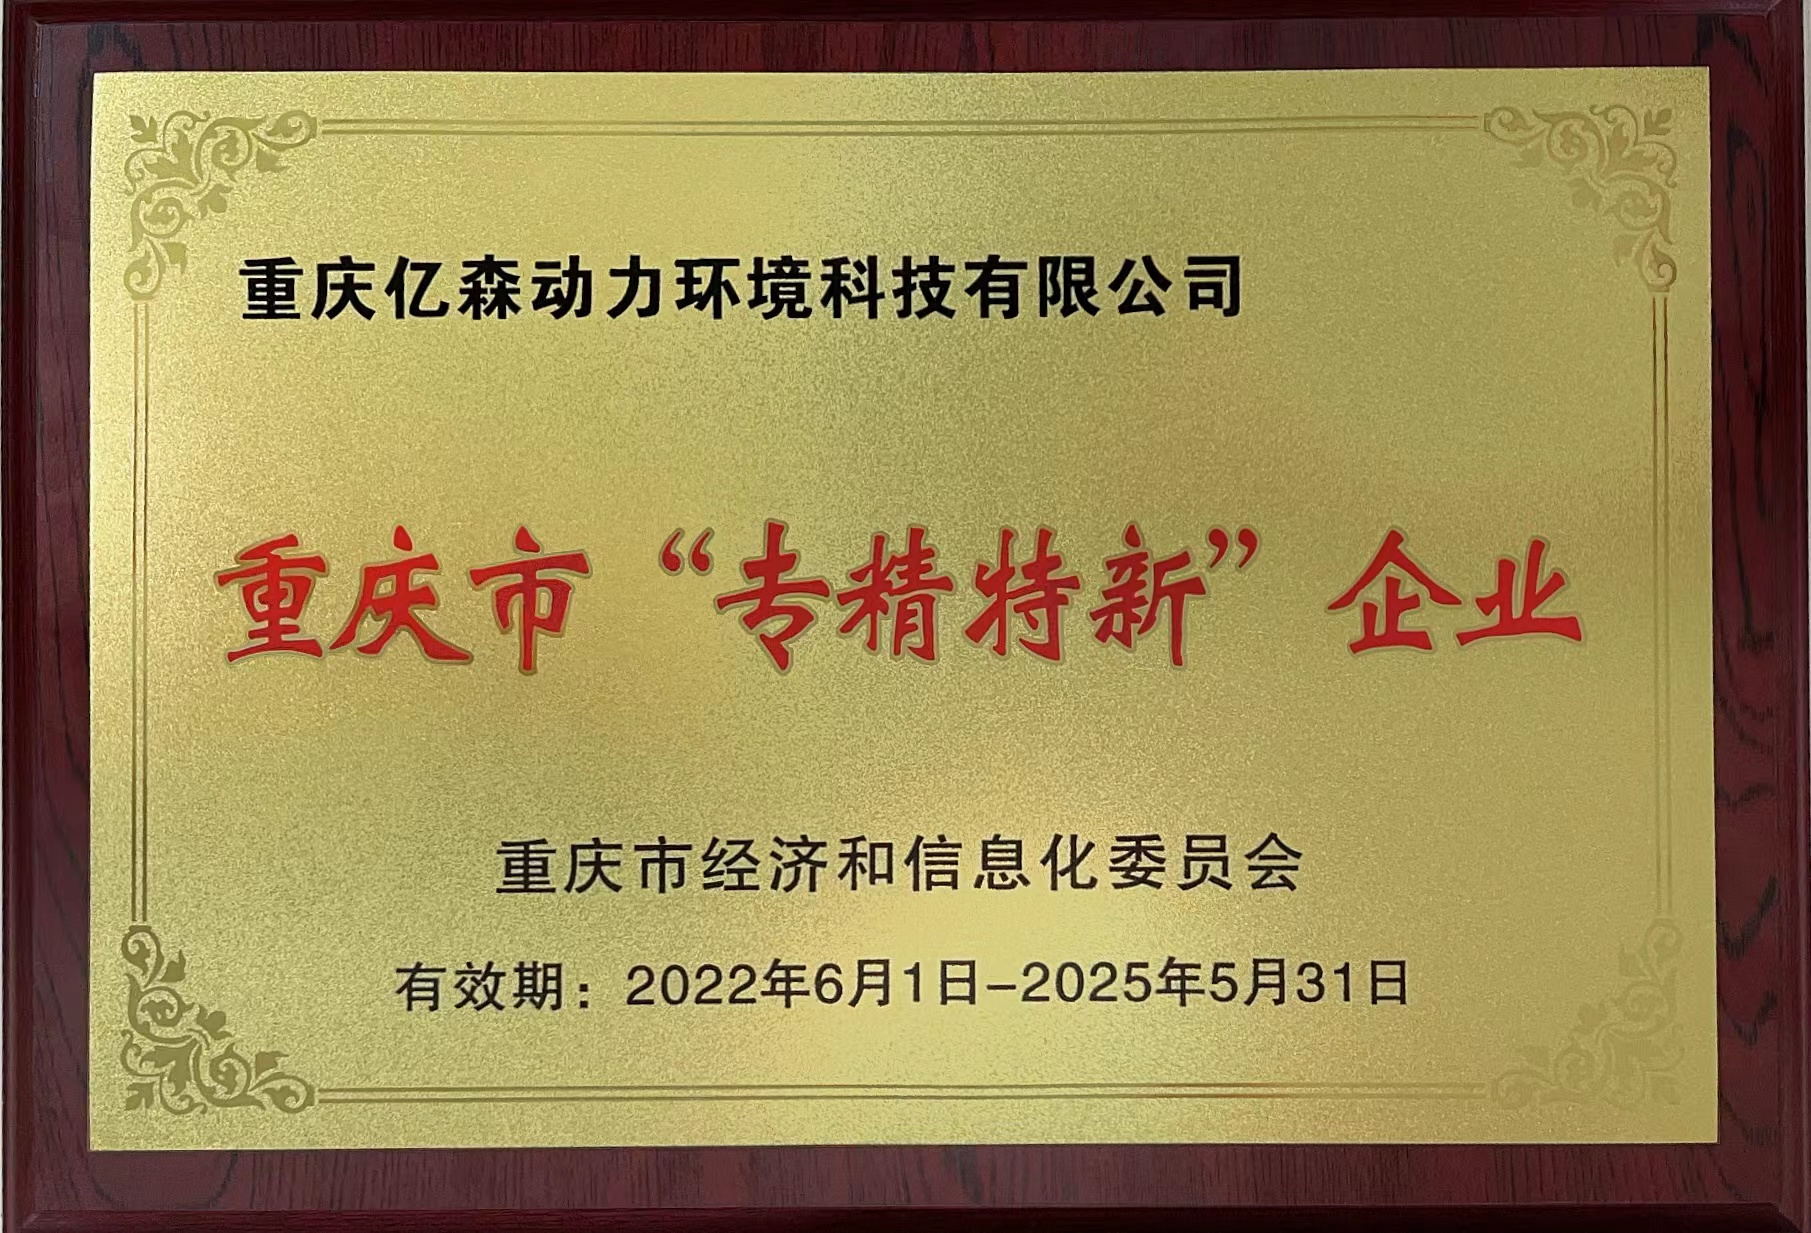 重庆亿森动力环境科技有限公司
重庆市“专精特新”企业
重庆市经济和信息化委员会
有效期：2022年6月1日-2025年5月31日